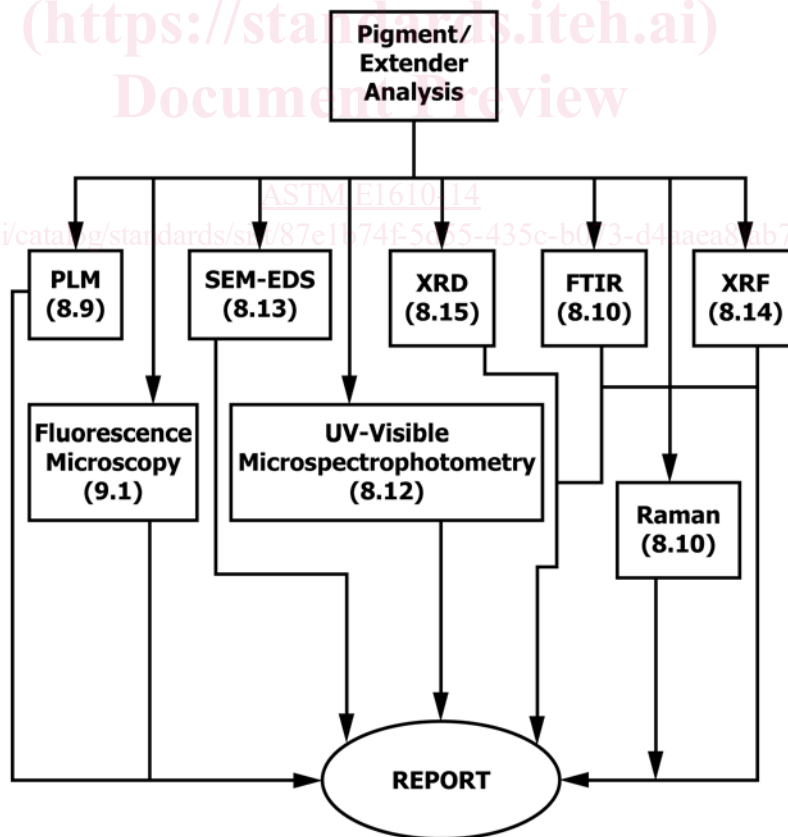 (https://standards.iteh.ai)
Document Preview
Pigment/
Extender
Analysis
ASTM E1610-14
PLM
(8.9)
SEM-EDS
(8.13)
XRD
(8.15)
FTIR
(8.10)
XRF
(8.14)
Fluorescence
Microscopy
(9.1)
UV-Visible
Microspectrophotometry
(8.12)
Raman
(8.10)
REPORT